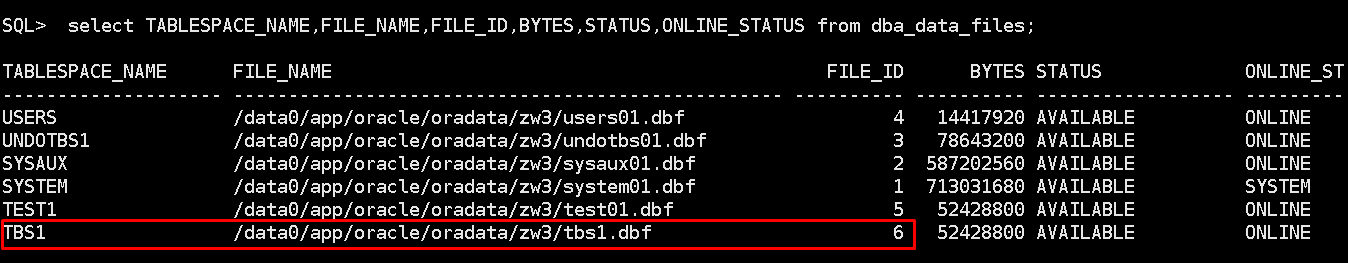 SQL>  select TABLESPACE_NAME,FILE_NAME,FILE_ID,BYTES,STATUS,ONLINE_STATUS from dba_data_files;
TABLESPACE_NAME      FILE_NAME                                             FILE_ID      BYTES STATUS             ONLINE_ST
-------------------- -------------------------------------------------- ---------- ---------- ------------------ ---------
USERS                /data0/app/oracle/oradata/zw3/users01.dbf                   4   14417920 AVAILABLE          ONLINE
UNDOTBS1             /data0/app/oracle/oradata/zw3/undotbs01.dbf                 3   78643200 AVAILABLE          ONLINE
SYSAUX               /data0/app/oracle/oradata/zw3/sysaux01.dbf                  2  587202560 AVAILABLE          ONLINE
SYSTEM               /data0/app/oracle/oradata/zw3/system01.dbf                  1  713031680 AVAILABLE          SYSTEM
TEST1                /data0/app/oracle/oradata/zw3/test01.dbf                    5   52428800 AVAILABLE          ONLINE
TBS1                 /data0/app/oracle/oradata/zw3/tbs1.dbf                      6   52428800 AVAILABLE          ONLINE